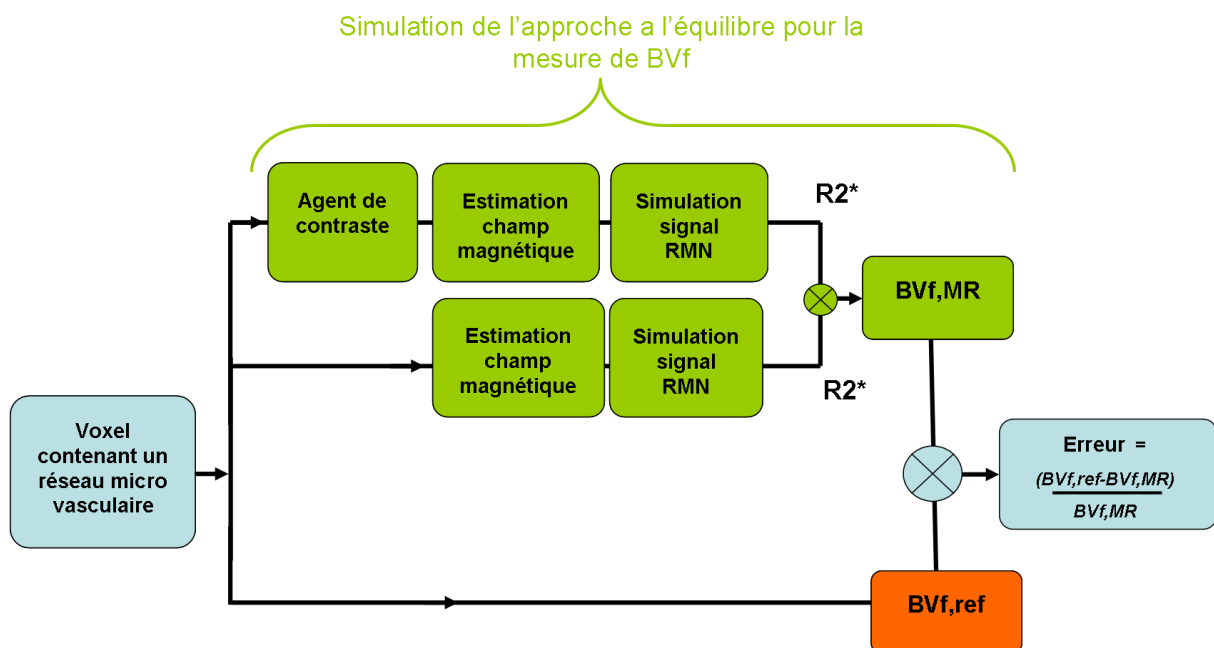 Simulation de l'approche a l'équilibre pour la
mesure de BVf
Agent de
contraste
Estimation
champ
magnétique
Simulation
signal
RMN
R2*
BVf,MR
Estimation
champ
magnétique
Simulation
signal
RMN
R2*
Voxel
contenant un
réseau micro
vasculaire
Erreur =
(BVf,ref-BVf,MR)
BVf,MR
BVf,ref